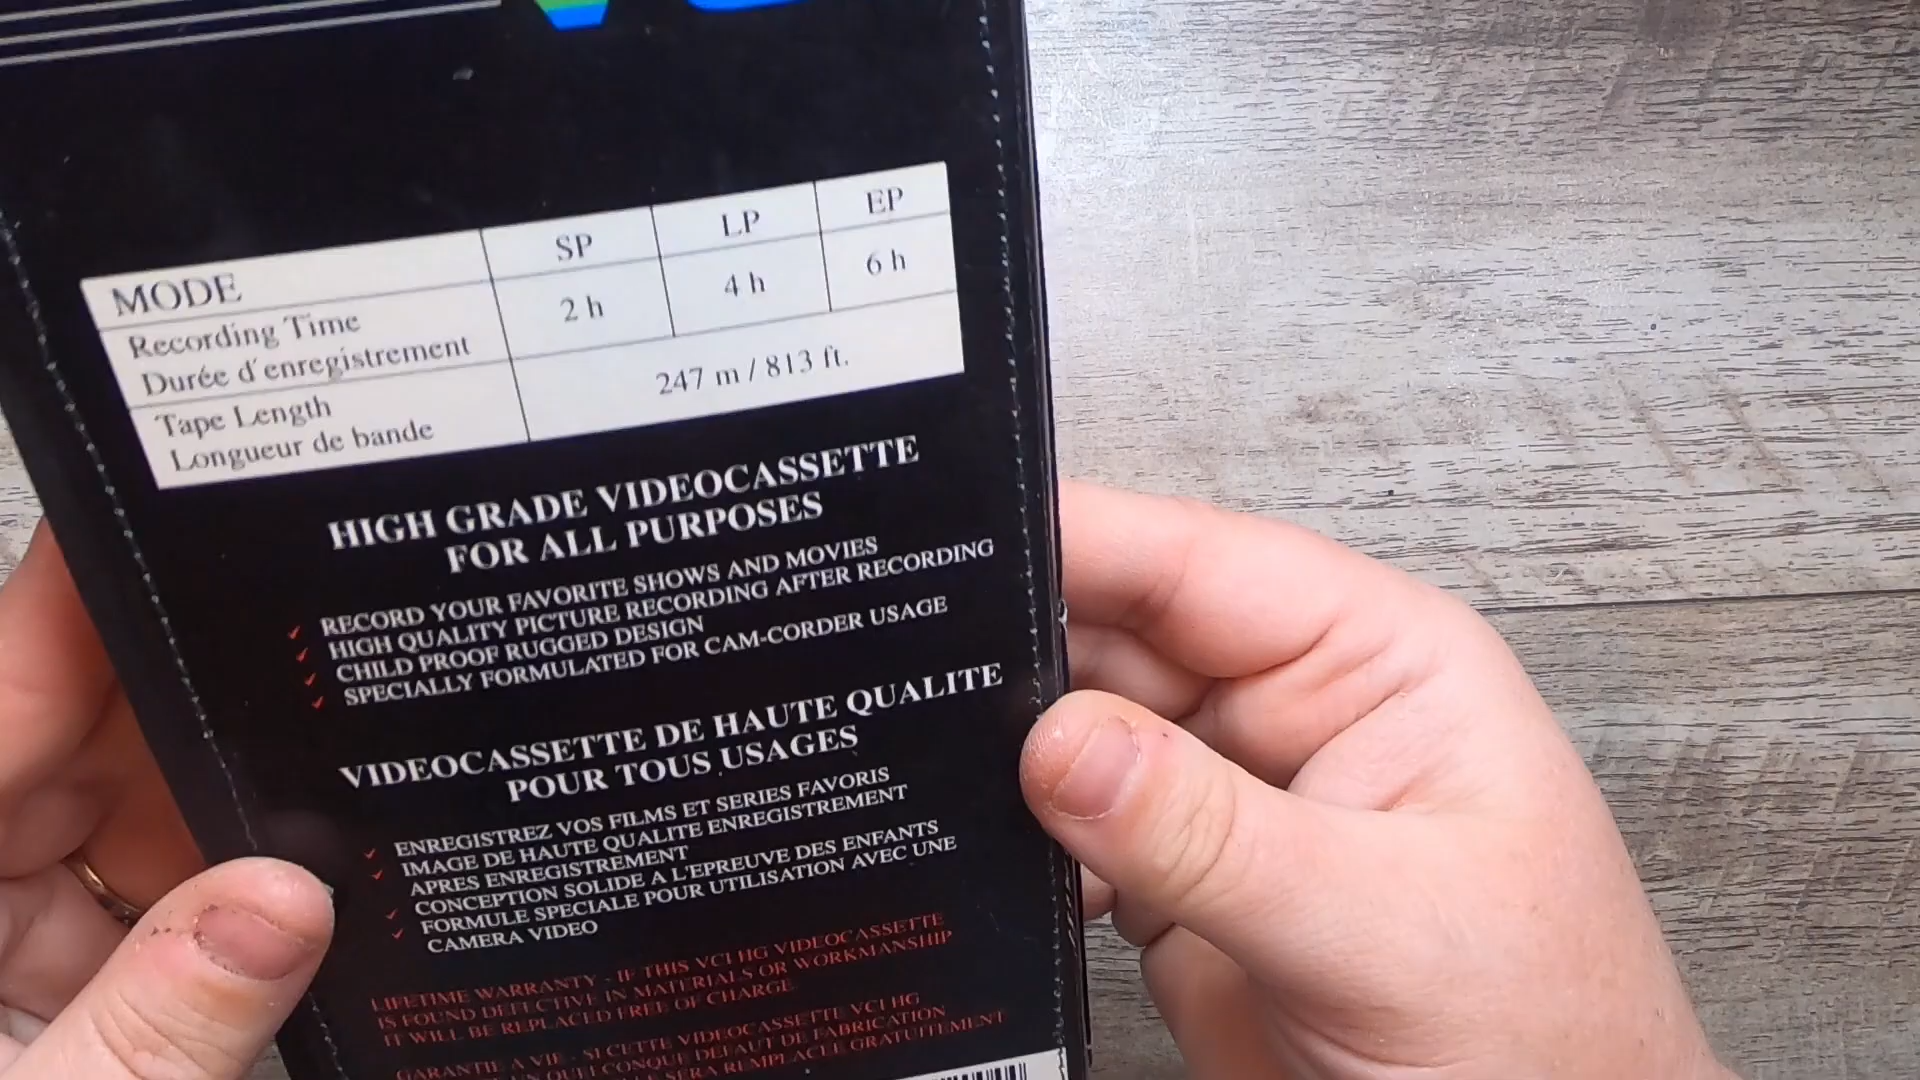 MODE SP LP EP
Recording Time
Durée d'enregistrement 2 h 4 h 6 h
Tape Length
Longueur de bande 247 m / 813 ft.
HIGH GRADE VIDEOCASSETTE
FOR ALL PURPOSES
RECORD YOUR FAVORITE SHOWS AND MOVIES
HIGH QUALITY PICTURE RECORDING AFTER RECORDING
CHILD PROOF RUGGED DESIGN
SPECIALLY FORMULATED FOR CAM-CORDER USAGE
VIDEOCASSETTE DE HAUTE QUALITE
POUR TOUS USAGES
ENREGISTREZ VOS FILMS ET SERIES FAVORIS
IMAGE DE HAUTE QUALITE ENREGISTREMENT
APRES ENREGISTREMENT
CONCEPTION SOLIDE A L'EPREUVE DES ENFANTS
FORMULE SPECIALE POUR UTILISATION AVEC UNE
CAMERA VIDEO
LIFETIME WARRANTY - IF THIS VCI HG VIDEOCASSETTE
IS FOUND DEFECTIVE IN MATERIALS OR WORKMANSHIP
IT WILL BE REPLACED FREE OF CHARGE
GARANTIE A VIE - SI CETTE VIDEOCASSETTE VCI HG
UN QUELCONQUE DEFAUT DE FABRICATION
SERA REMPLACEE GRATUITEMENT